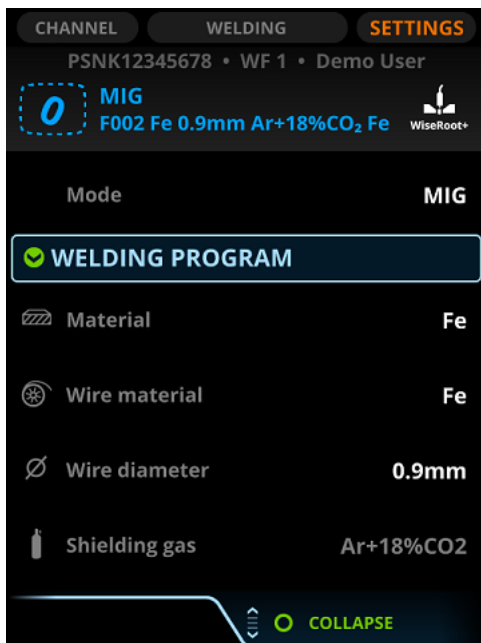 CHANNEL WELDING SETTINGS
PSNK12345678 • WF 1 • Demo User
0 MIG
F002 Fe 0.9mm Ar+18%CO₂ Fe
WiseRoot+
Mode MIG
WELDING PROGRAM
Material Fe
Wire material Fe
Wire diameter 0.9mm
Shielding gas Ar+18%CO2
COLLAPSE